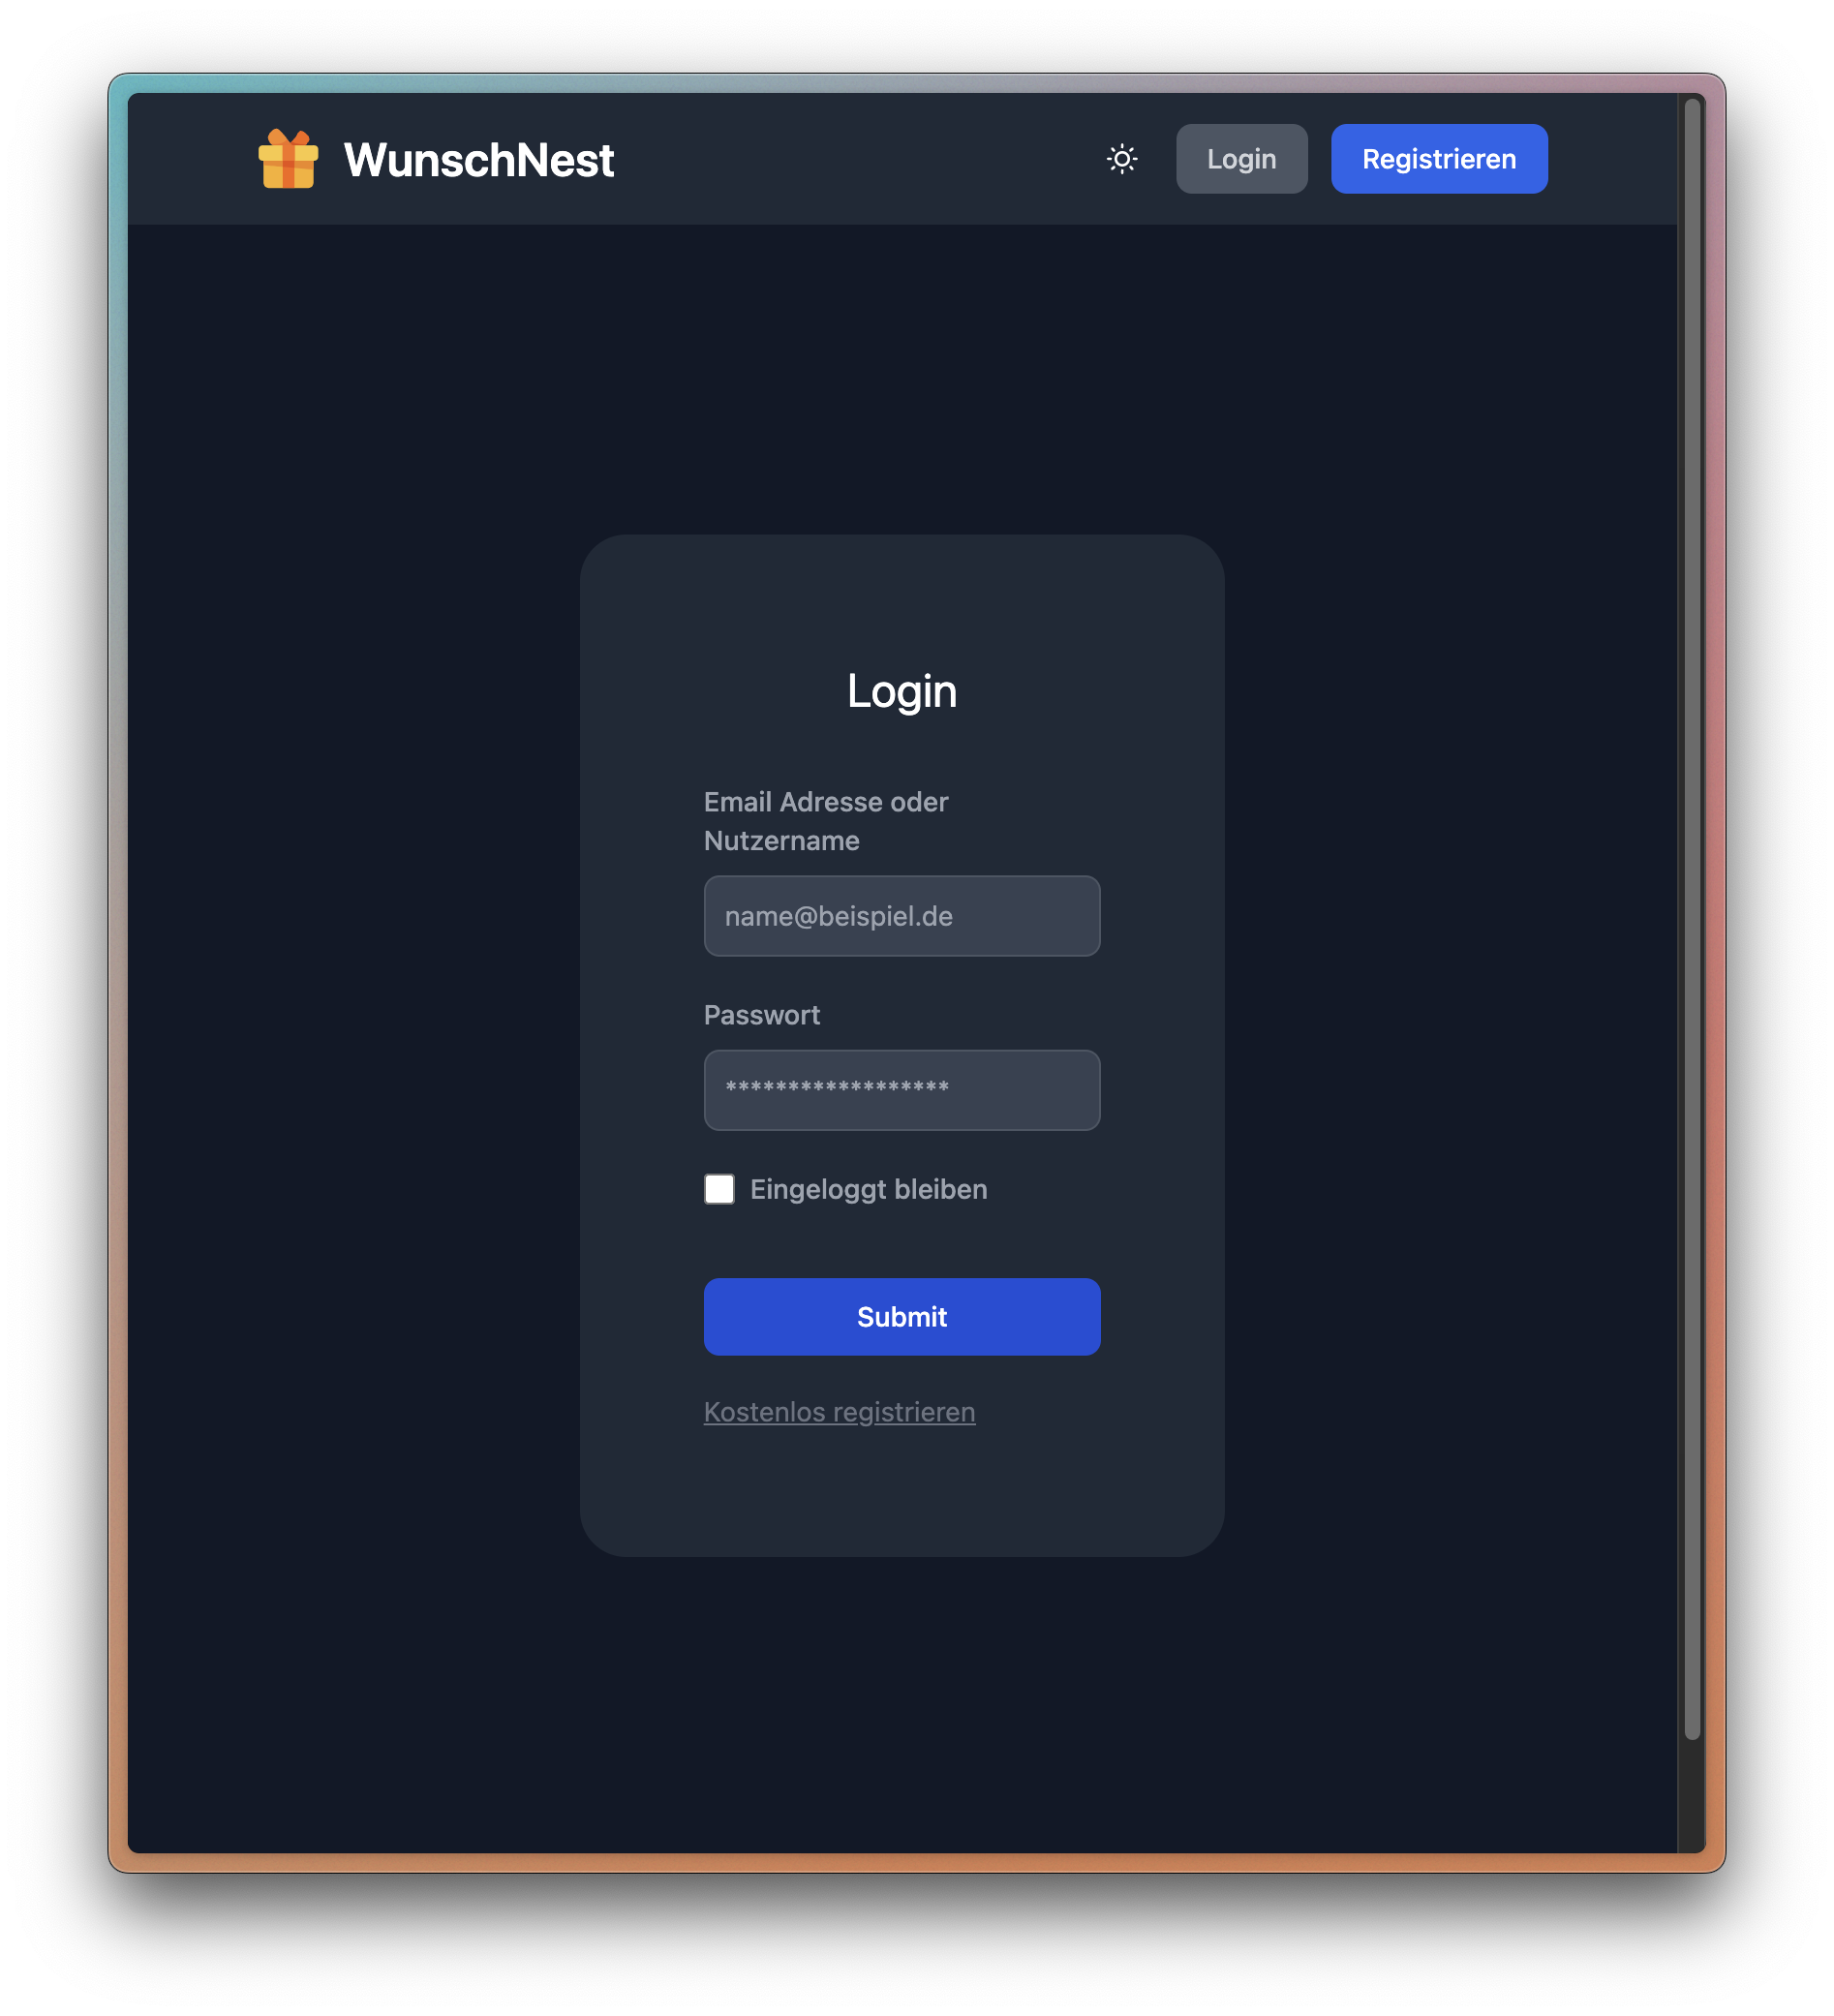 WunschNest
Login
Registrieren
Login
Email Adresse oder
Nutzername
name@beispiel.de
Passwort
******************
Eingeloggt bleiben
Submit
Kostenlos registrieren